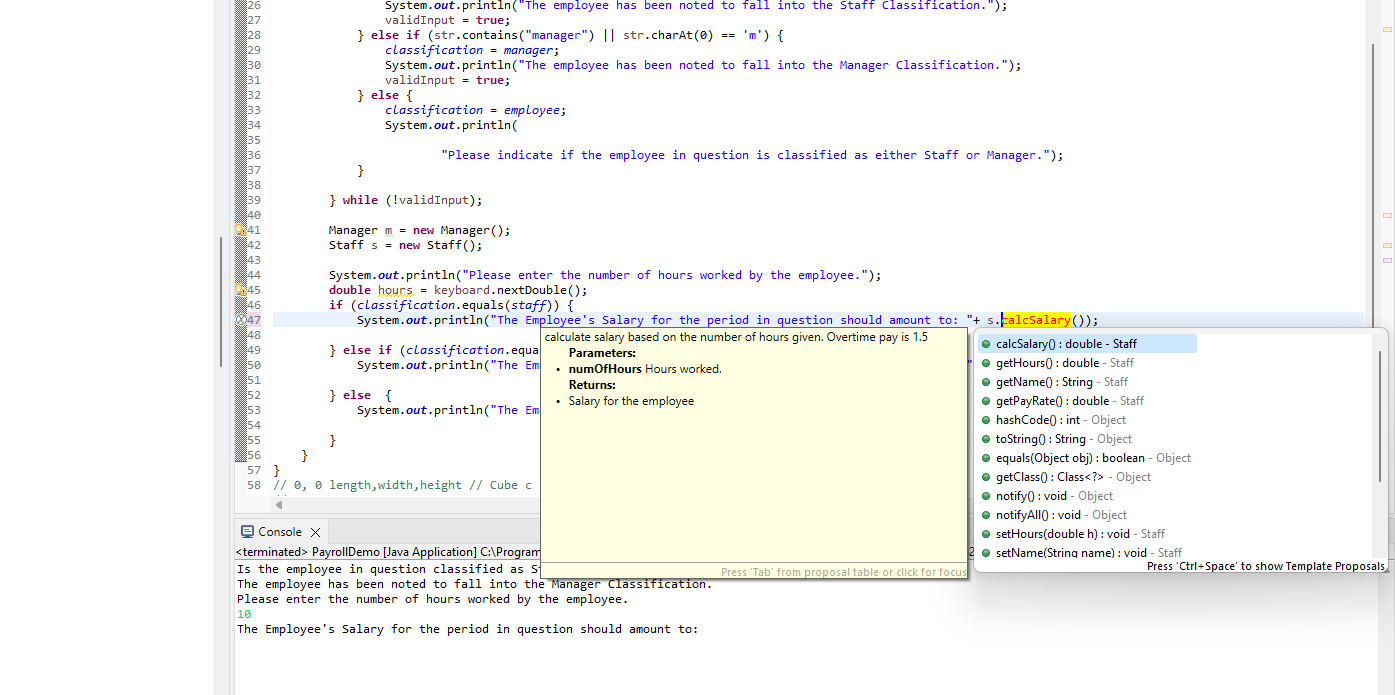 26 System.out.println("The employee has been noted to fall into the Staff Classification.");
27 validInput = true;
28 } else if (str.contains("manager") || str.charAt(0) == 'm') {
29 classification = manager;
30 System.out.println("The employee has been noted to fall into the Manager Classification.");
31 validInput = true;
32 } else {
33 classification = employee;
34 System.out.println(
35
36 "Please indicate if the employee in question is classified as either Staff or Manager.");
37 }
38
39 } while (!validInput);
40
41 Manager m = new Manager();
42 Staff s = new Staff();
43
44 System.out.println("Please enter the number of hours worked by the employee.");
45 double hours = keyboard.nextDouble();
46 if (classification.equals(staff)) {
47 System.out.println("The Employee's Salary for the period in question should amount to: "+ s.calcSalary());
48
49 } else if (classification.equa
50 System.out.println("The Em
51
52 } else {
53 System.out.println("The Em
54
55 }
56 }
57 }
58 // 0, 0 length,width,height // Cube c
calculate salary based on the number of hours given. Overtime pay is 1.5
Parameters:
• numOfHours Hours worked.
Returns:
• Salary for the employee
Press 'Tab' from proposal table or click for focus
calcSalary() : double - Staff
getHours() : double - Staff
getName() : String - Staff
getPayRate() : double - Staff
hashCode() : int - Object
toString() : String - Object
equals(Object obj) : boolean - Object
getClass() : Class<?> - Object
notify() : void - Object
notifyAll() : void - Object
setHours(double h) : void - Staff
setName(String name) : void - Staff
Press 'Ctrl+Space' to show Template Proposals
Console
<terminated> PayrollDemo [Java Application] C:\Program
Is the employee in question classified as St
The employee has been noted to fall into the Manager Classification.
Please enter the number of hours worked by the employee.
10
The Employee's Salary for the period in question should amount to: